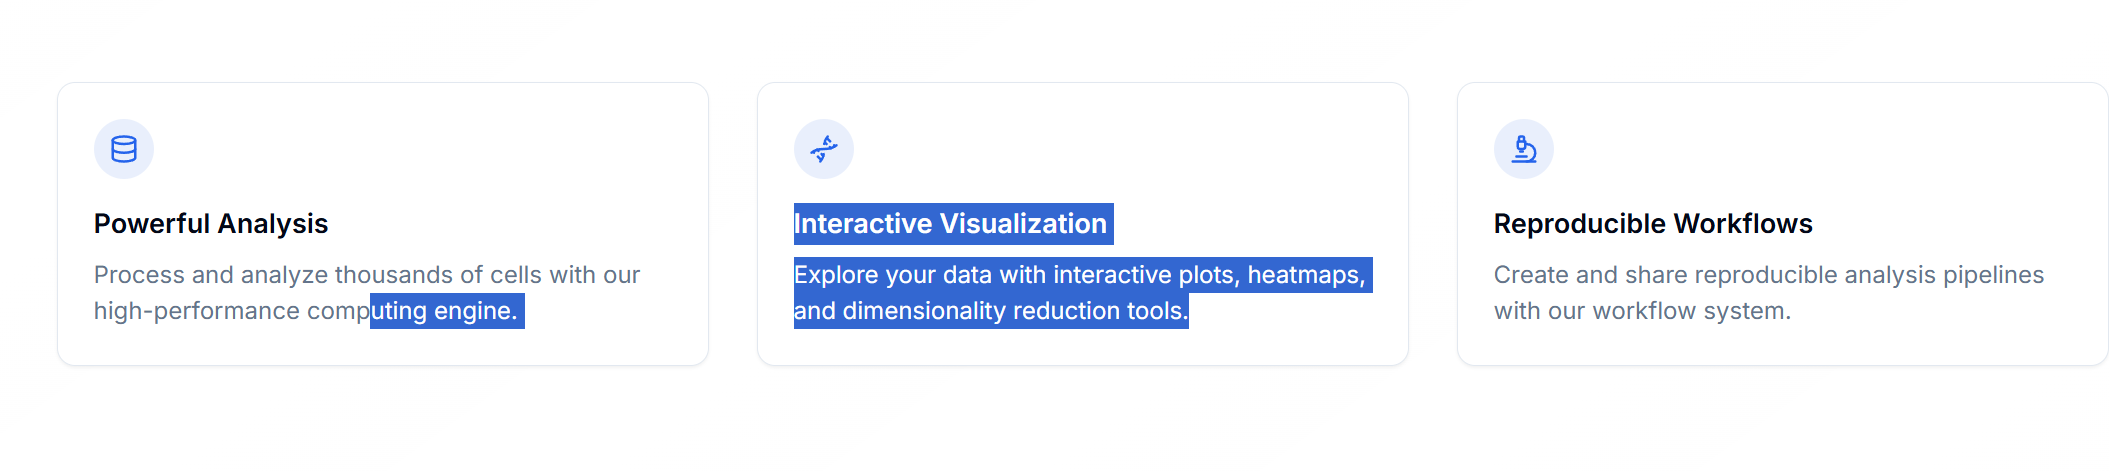 Powerful Analysis
Process and analyze thousands of cells with our
high-performance computing engine.
Interactive Visualization
Explore your data with interactive plots, heatmaps,
and dimensionality reduction tools.
Reproducible Workflows
Create and share reproducible analysis pipelines
with our workflow system.